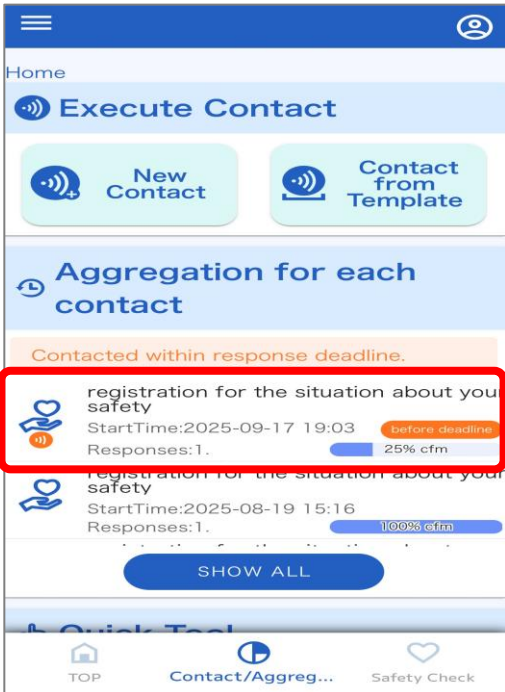 Home
Execute Contact
New
Contact
Contact
from
Template
Aggregation for each
contact
Contacted within response deadline.
registration for the situation about your
safety
StartTime:2025-09-17 19:03
before deadline
Responses:1.
25% cfm
registration for the situation about your
safety
StartTime:2025-08-19 15:16
Responses:1.
100% cfm
SHOW ALL
Quick Tool
TOP
Contact/Aggreg...
Safety Check